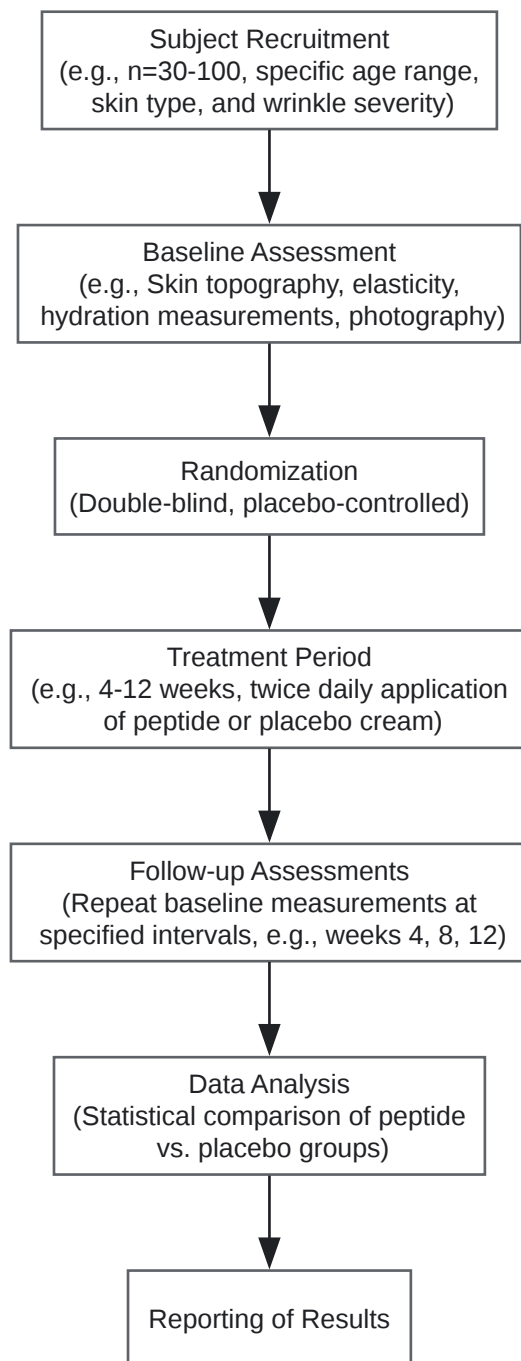 Subject Recruitment
(e.g., n=30-100, specific age range,
skin type, and wrinkle severity)
Baseline Assessment
(e.g., Skin topography, elasticity,
hydration measurements, photography)
Randomization
(Double-blind, placebo-controlled)
Treatment Period
(e.g., 4-12 weeks, twice daily application
of peptide or placebo cream)
Follow-up Assessments
(Repeat baseline measurements at
specified intervals, e.g., weeks 4, 8, 12)
Data Analysis
(Statistical comparison of peptide
vs. placebo groups)
Reporting of Results